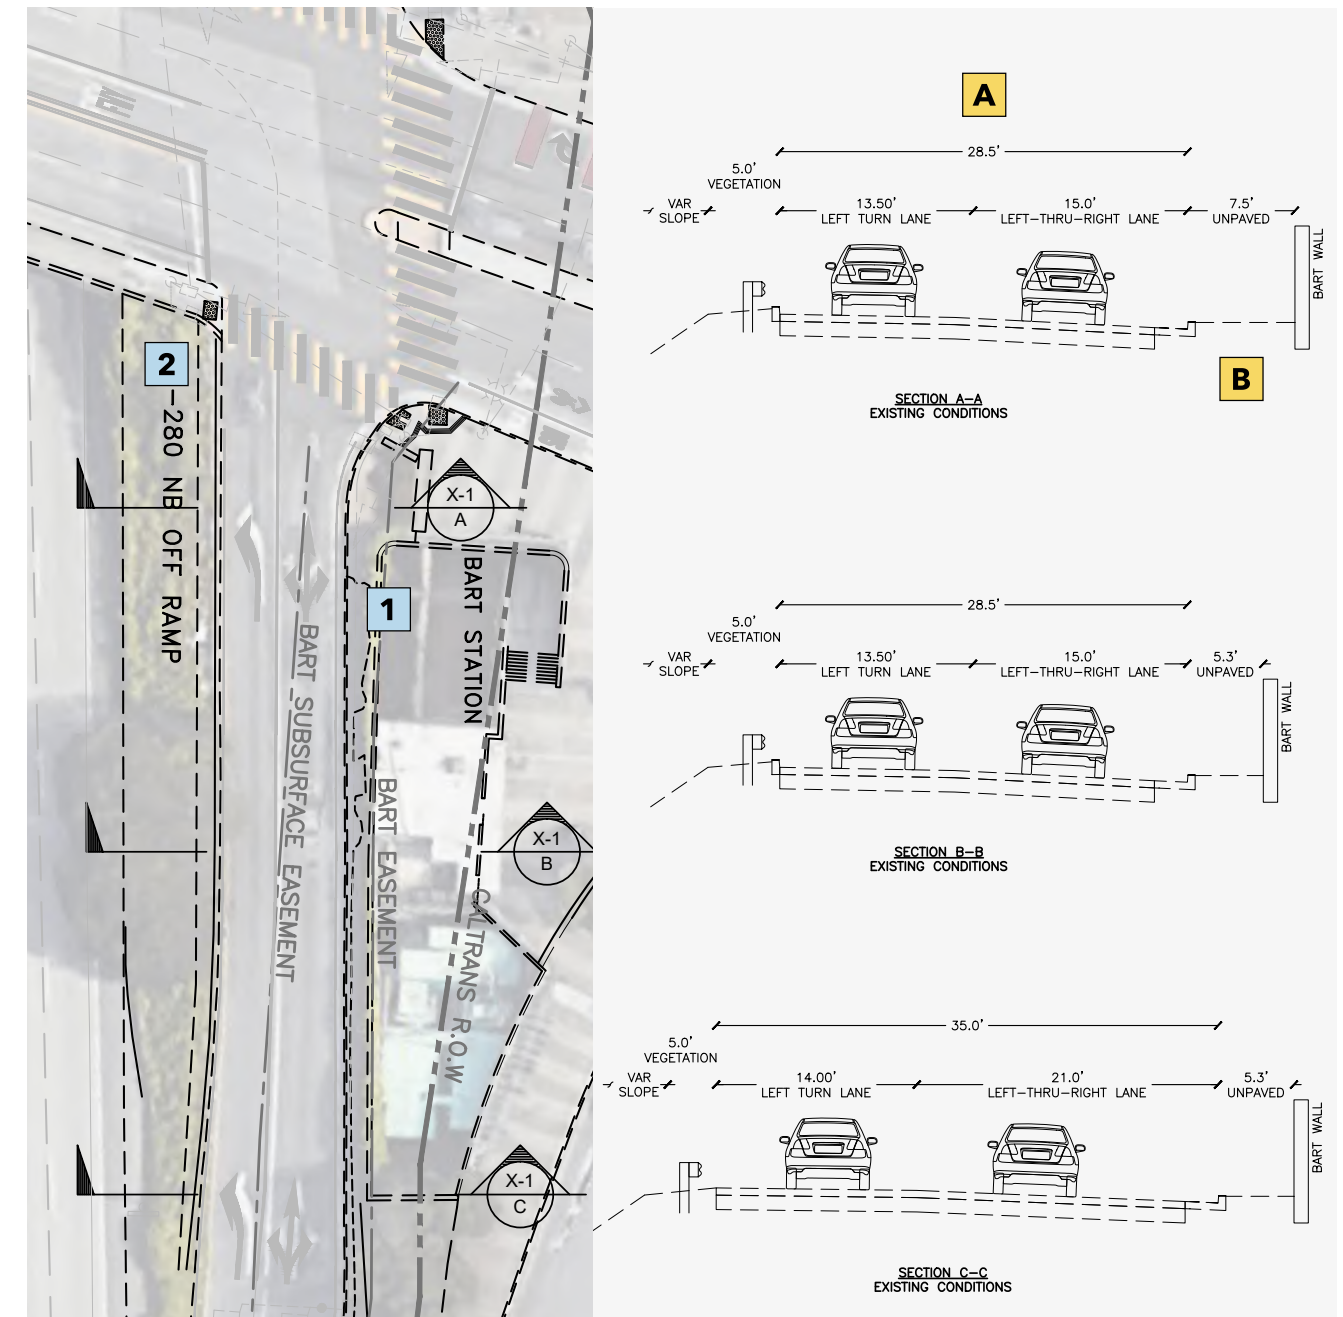 2
-280 NB OFF RAMP
X-1
A
BART STATION
1
BART SUBSURFACE EASEMENT
BART EASEMENT
X-1
B
CALTRANS R.O.W
X-1
C
A
28.5'
5.0'
VEGETATION
VAR
SLOPE
13.50'
LEFT TURN LANE
15.0'
LEFT-THRU-RIGHT LANE
7.5'
UNPAVED
BART WALL
B
SECTION A-A
EXISTING CONDITIONS
28.5'
5.0'
VEGETATION
VAR
SLOPE
13.50'
LEFT TURN LANE
15.0'
LEFT-THRU-RIGHT LANE
5.3'
UNPAVED
BART WALL
SECTION B-B
EXISTING CONDITIONS
35.0'
5.0'
VEGETATION
VAR
SLOPE
14.00'
LEFT TURN LANE
21.0'
LEFT-THRU-RIGHT LANE
5.3'
UNPAVED
BART WALL
SECTION C-C
EXISTING CONDITIONS